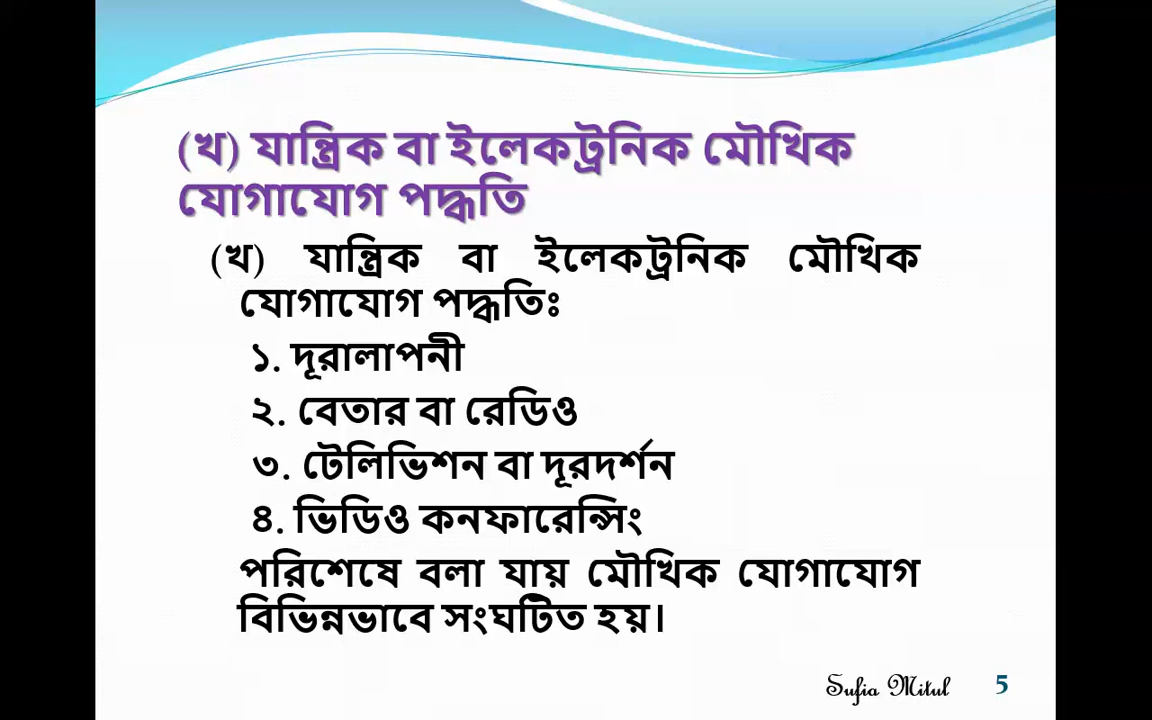 (খ) যান্ত্রিক বা ইলেকট্রনিক মৌখিক
যোগাযোগ পদ্ধতি
(খ) যান্ত্রিক বা ইলেকট্রনিক মৌখিক
যোগাযোগ পদ্ধতিঃ
১. দূরালাপনী
২. বেতার বা রেডিও
৩. টেলিভিশন বা দূরদর্শন
৪. ভিডিও কনফারেন্সিং
পরিশেষে বলা যায় মৌখিক যোগাযোগ
বিভিন্নভাবে সংঘটিত হয়।
Sufia Mitul 5